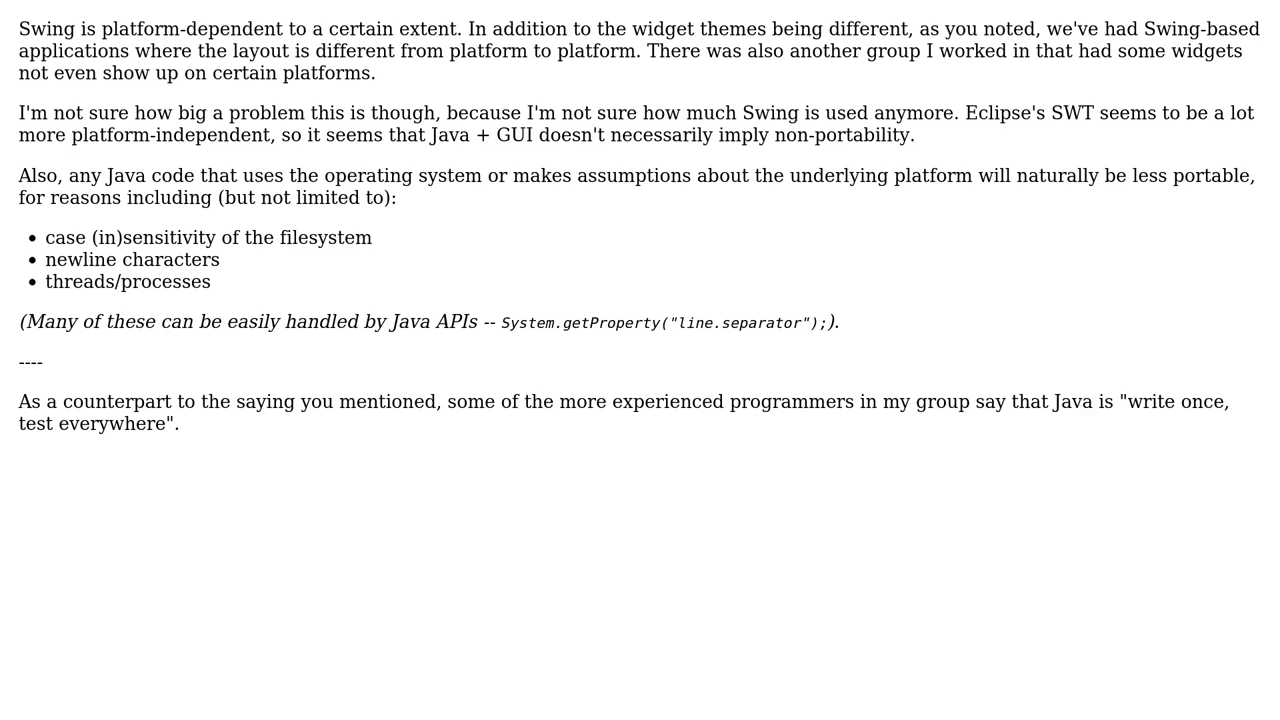 Swing is platform-dependent to a certain extent. In addition to the widget themes being different, as you noted, we've had Swing-based
applications where the layout is different from platform to platform. There was also another group I worked in that had some widgets
not even show up on certain platforms.
I'm not sure how big a problem this is though, because I'm not sure how much Swing is used anymore. Eclipse's SWT seems to be a lot
more platform-independent, so it seems that Java + GUI doesn't necessarily imply non-portability.
Also, any Java code that uses the operating system or makes assumptions about the underlying platform will naturally be less portable,
for reasons including (but not limited to):
• case (in)sensitivity of the filesystem
• newline characters
• threads/processes
(Many of these can be easily handled by Java APIs -- System.getProperty("line.separator");).
----
As a counterpart to the saying you mentioned, some of the more experienced programmers in my group say that Java is "write once,
test everywhere".